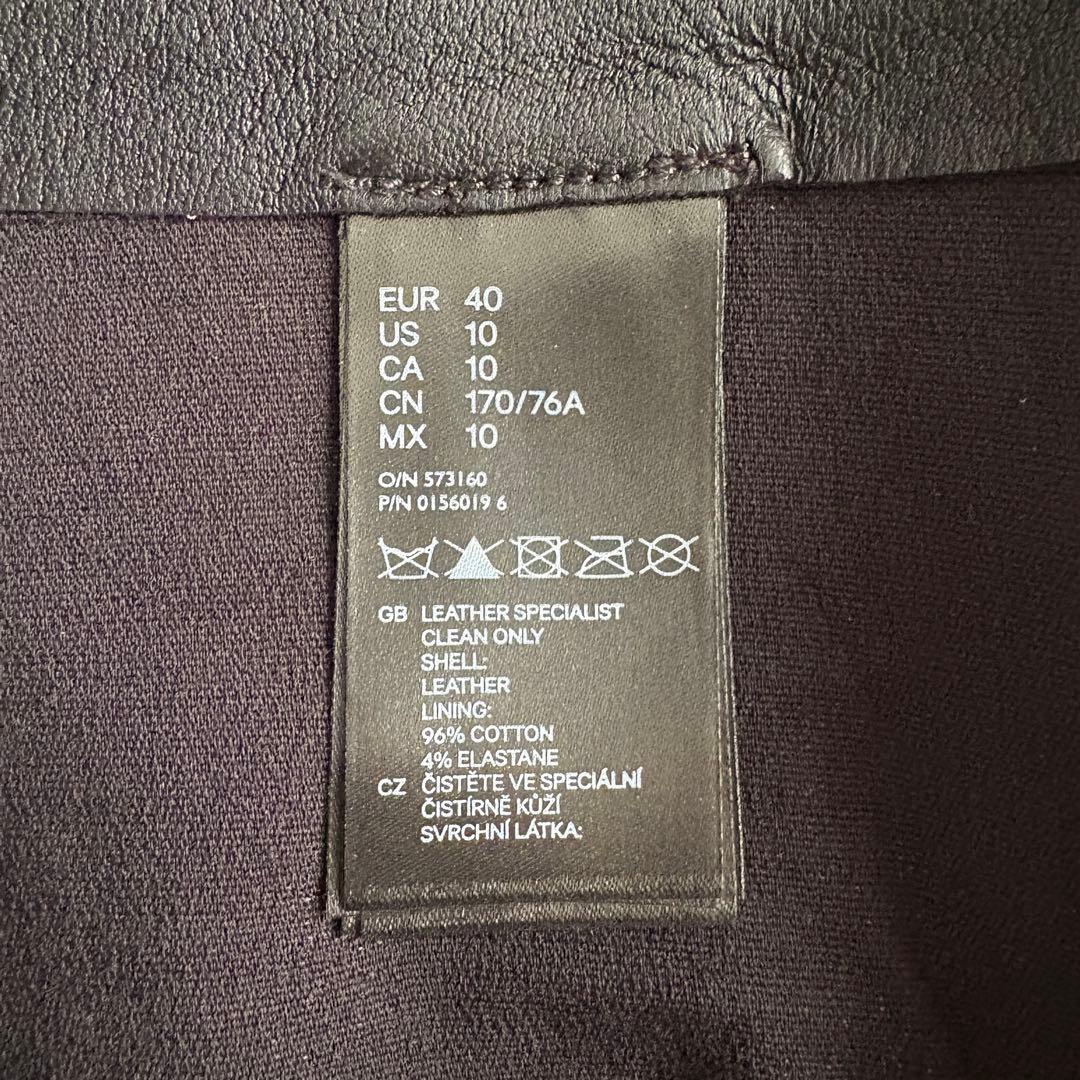 EUR 40
US 10
CA 10
CN 170/76A
MX 10
O/N 573160
P/N 0156019 6
GB LEATHER SPECIALIST
CLEAN ONLY
SHELL:
LEATHER
LINING:
96% COTTON
4% ELASTANE
CZ ČISTĚTE VE SPECIÁLNÍ
ČISTÍRNĚ KŮŽÍ
SVRCHNÍ LÁTKA: